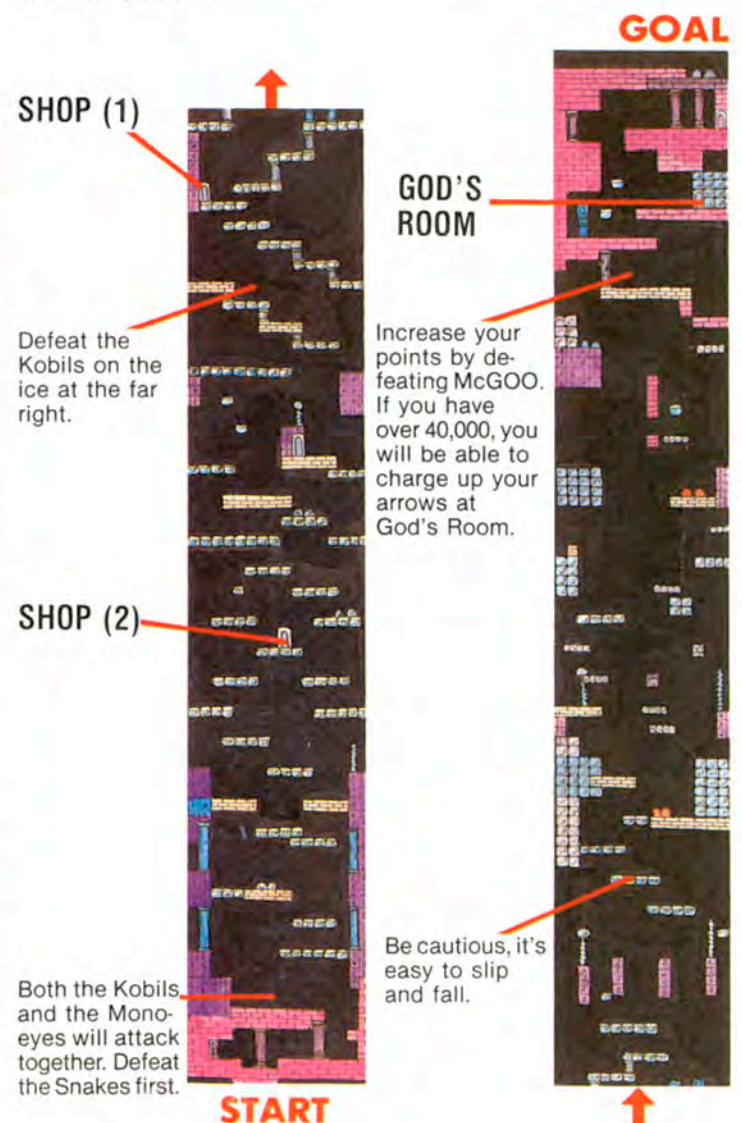 GOAL
SHOP (1)
GOD'S
ROOM
Defeat the
Kobils on the
ice at the far
right.
Increase your
points by de-
feating McGOO.
If you have
over 40,000, you
will be able to
charge up your
arrows at
God's Room.
SHOP (2)
Be cautious, it's
easy to slip
and fall.
Both the Kobils
and the Mono-
eyes will attack
together. Defeat
the Snakes first.
START